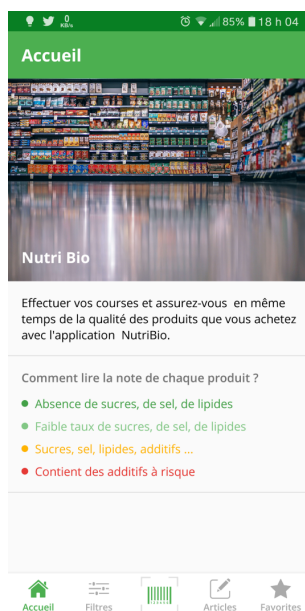 0
KB/s
85% 18 h 04
Accueil
Nutri Bio
Effectuer vos courses et assurez-vous en même
temps de la qualité des produits que vous achetez
avec l'application NutriBio.
Comment lire la note de chaque produit ?
Absence de sucres, de sel, de lipides
Faible taux de sucres, de sel, de lipides
Sucres, sel, lipides, additifs ...
Contient des additifs à risque
Accueil Filtres Articles Favorites